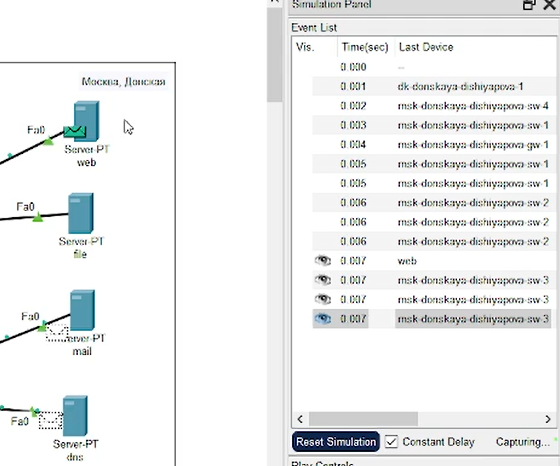 Simulation Panel
Event List
Vis. Time(sec) Last Device
0.000 --
0.001 dk-donskaya-dishiyapova-1
0.002 msk-donskaya-dishiyapova-sw-4
0.003 msk-donskaya-dishiyapova-sw-1
0.004 msk-donskaya-dishiyapova-gw-1
0.005 msk-donskaya-dishiyapova-sw-1
0.005 msk-donskaya-dishiyapova-sw-1
0.006 msk-donskaya-dishiyapova-sw-2
0.006 msk-donskaya-dishiyapova-sw-2
0.006 msk-donskaya-dishiyapova-sw-2
0.007 web
0.007 msk-donskaya-dishiyapova-sw-3
0.007 msk-donskaya-dishiyapova-sw-3
0.007 msk-donskaya-dishiyapova-sw-3
Reset Simulation Constant Delay Capturing...
Play Controls
Москва, Донская
Fa0
Server-PT
web
Fa0
Server-PT
file
Fa0
Server-PT
mail
Fa0
Server-PT
dns